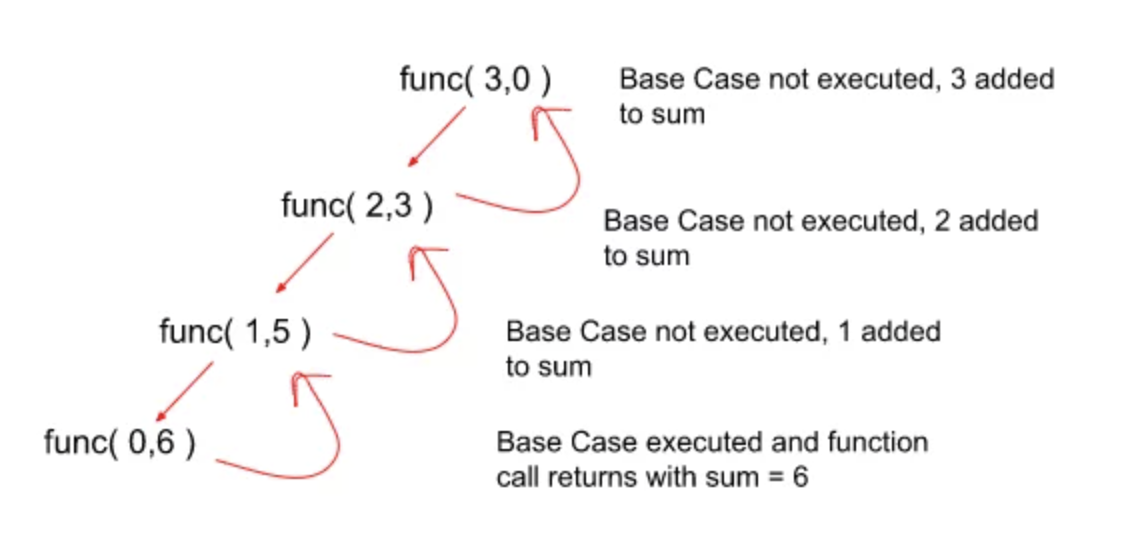 func( 3,0 )
Base Case not executed, 3 added
to sum
func( 2,3 )
Base Case not executed, 2 added
to sum
func( 1,5 )
Base Case not executed, 1 added
to sum
func( 0,6 )
Base Case executed and function
call returns with sum = 6